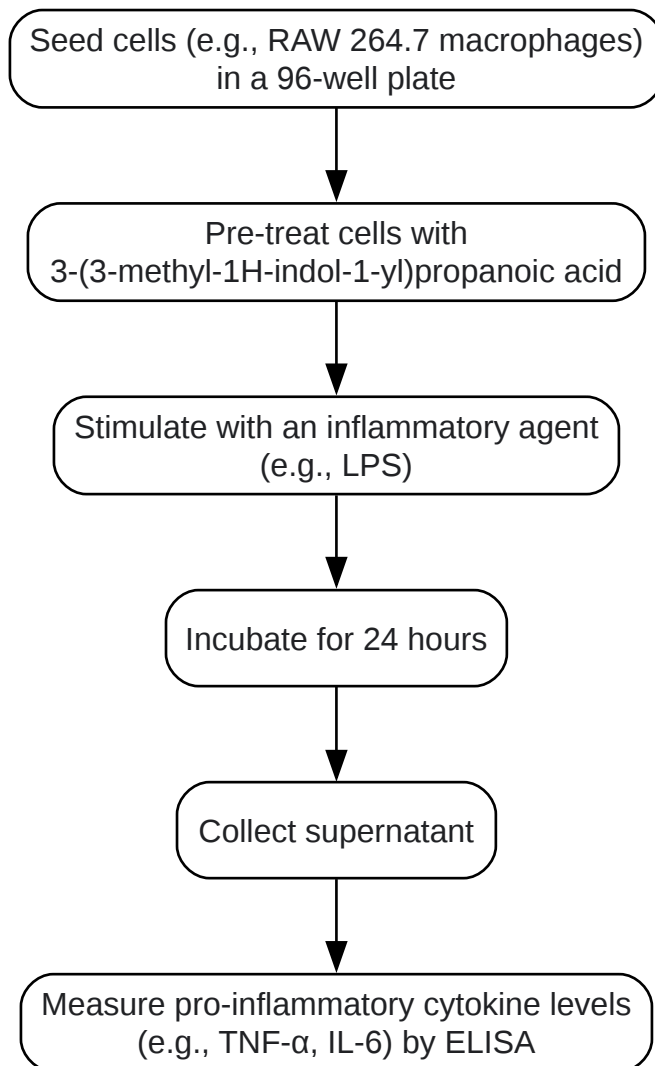 Seed cells (e.g., RAW 264.7 macrophages)
in a 96-well plate
Pre-treat cells with
3-(3-methyl-1H-indol-1-yl)propanoic acid
Stimulate with an inflammatory agent
(e.g., LPS)
Incubate for 24 hours
Collect supernatant
Measure pro-inflammatory cytokine levels
(e.g., TNF-α, IL-6) by ELISA